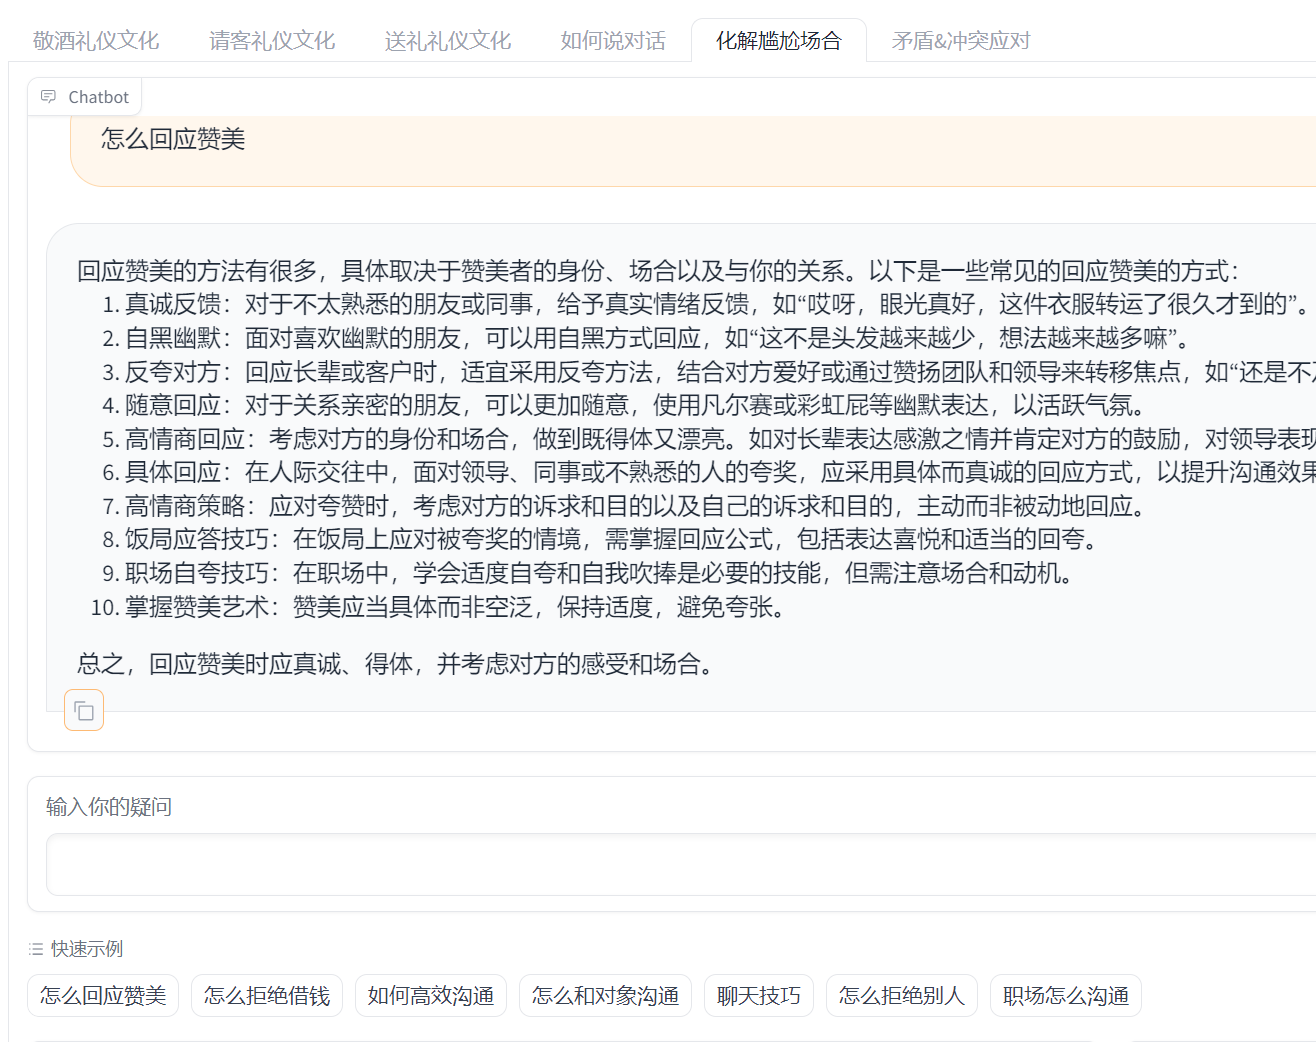 敬酒礼仪文化 请客礼仪文化 送礼礼仪文化 如何说对话 化解尴尬场合 矛盾&冲突应对
Chatbot
怎么回应赞美
回应赞美的方法有很多，具体取决于赞美者的身份、场合以及与你的关系。以下是一些常见的回应赞美的方式：
1. 真诚反馈：对于不太熟悉的朋友或同事，给予真实情绪反馈，如“哎呀，眼光真好，这件衣服转运了很久才到的”。
2. 自黑幽默：面对喜欢幽默的朋友，可以用自黑方式回应，如“这不是头发越来越少，想法越来越多嘛”。
3. 反夸对方：回应长辈或客户时，适宜采用反夸方法，结合对方爱好或通过赞扬团队和领导来转移焦点，如“还是不
4. 随意回应：对于关系亲密的朋友，可以更加随意，使用凡尔赛或彩虹屁等幽默表达，以活跃气氛。
5. 高情商回应：考虑对方的身份和场合，做到既得体又漂亮。如对长辈表达感激之情并肯定对方的鼓励，对领导表现
6. 具体回应：在人际交往中，面对领导、同事或不熟悉的人的夸奖，应采用具体而真诚的回应方式，以提升沟通效果
7. 高情商策略：应对夸赞时，考虑对方的诉求和目的以及自己的诉求和目的，主动而非被动地回应。
8. 饭局应答技巧：在饭局上应对被夸奖的情境，需掌握回应公式，包括表达喜悦和适当的回夸。
9. 职场自夸技巧：在职场中，学会适度自夸和自我吹捧是必要的技能，但需注意场合和动机。
10. 掌握赞美艺术：赞美应当具体而非空泛，保持适度，避免夸张。
总之，回应赞美时应真诚、得体，并考虑对方的感受和场合。
输入你的疑问
快速示例
怎么回应赞美 怎么拒绝借钱 如何高效沟通 怎么和对象沟通 聊天技巧 怎么拒绝别人 职场怎么沟通